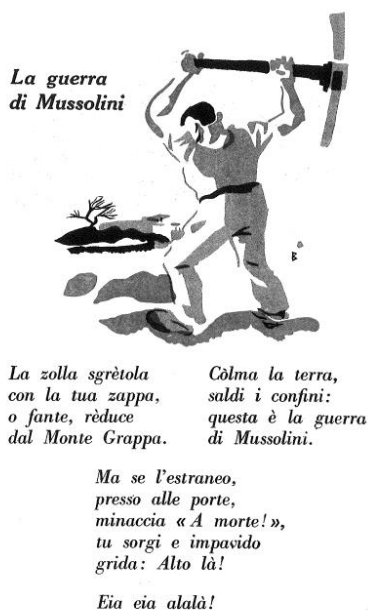 La guerra
di Mussolini
La zolla sgrètola
con la tua zappa,
o fante, rèduce
dal Monte Grappa.
Còlma la terra,
saldi i confini:
questa è la guerra
di Mussolini.
Ma se l'estraneo,
presso alle porte,
minaccia « A morte! »,
tu sorgi e impavido
grida: Alto là!
Eia eia alalà!